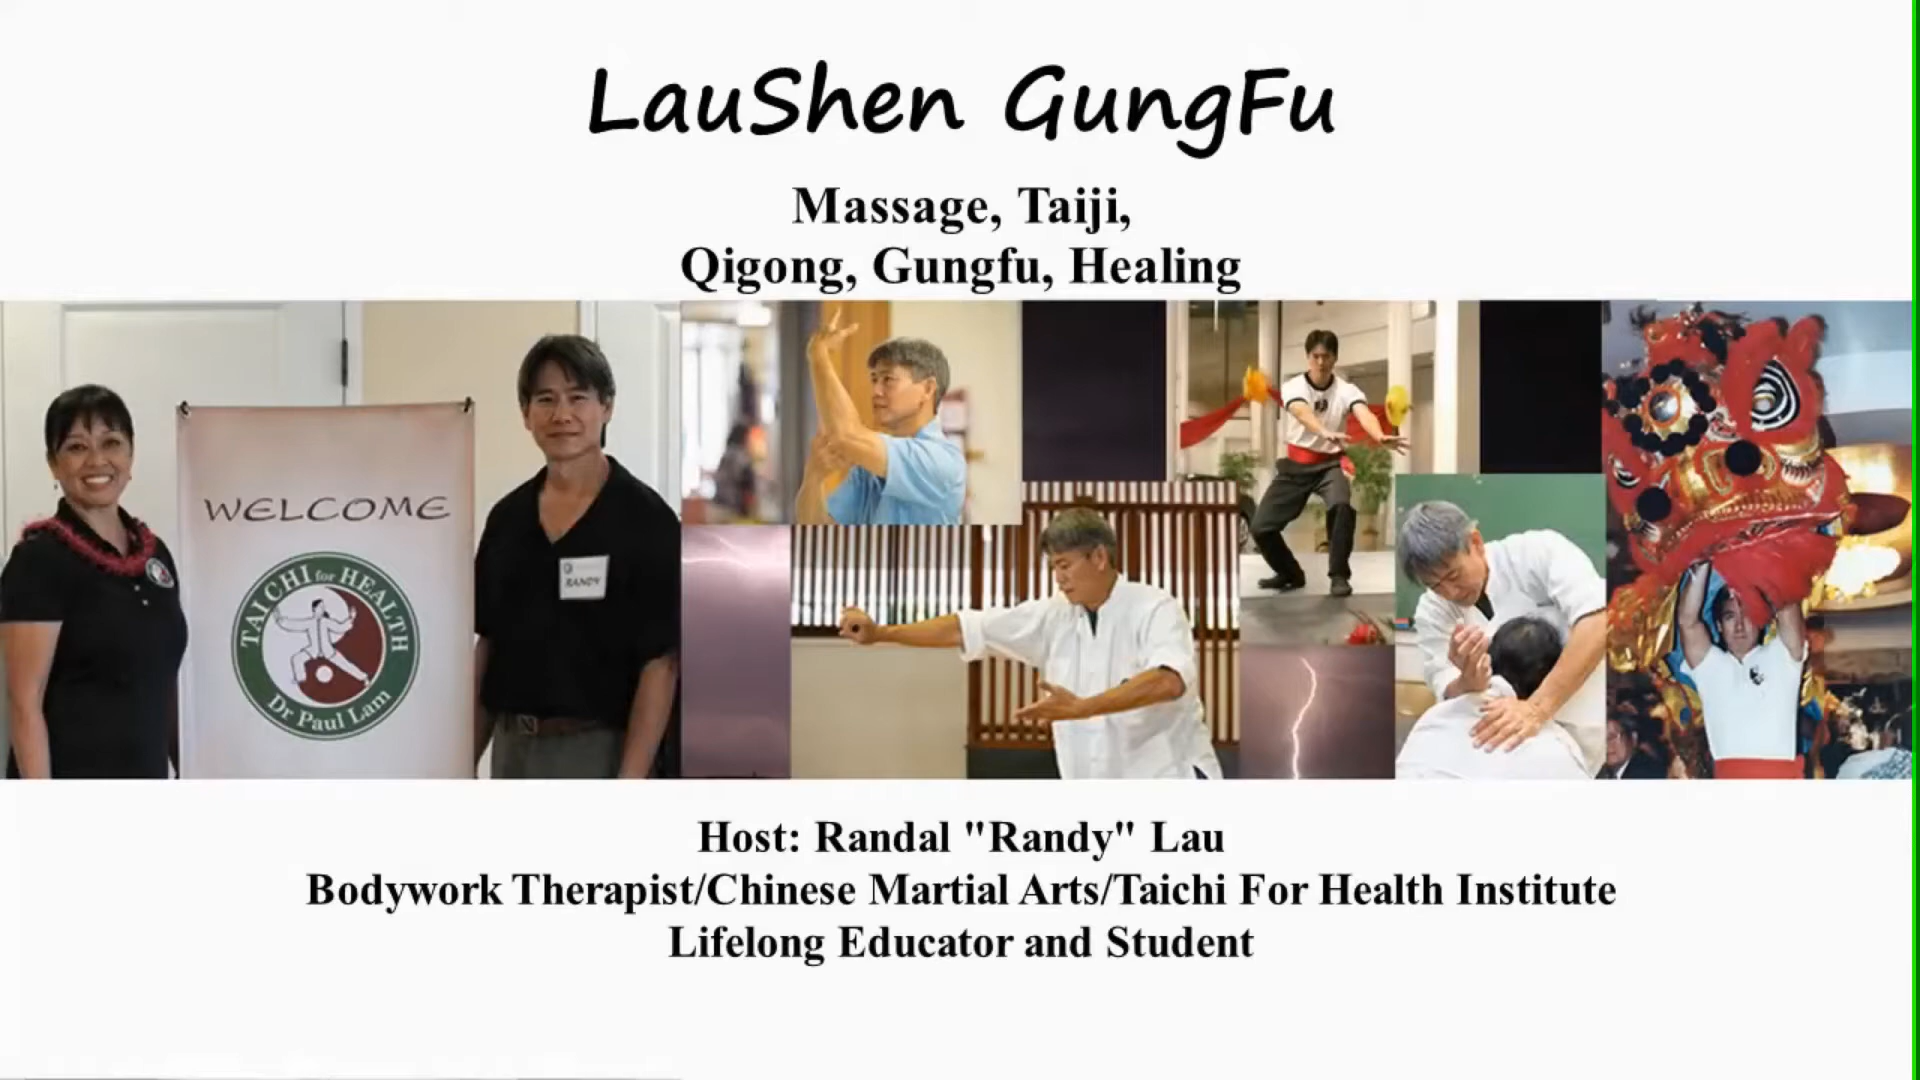 LauShen GungFu
Massage, Taiji,
Qigong, Gungfu, Healing
WELCOME
TAI CHI for HEALTH
Dr Paul Lam
RANDY
Host: Randal "Randy" Lau
Bodywork Therapist/Chinese Martial Arts/Taichi For Health Institute
Lifelong Educator and Student